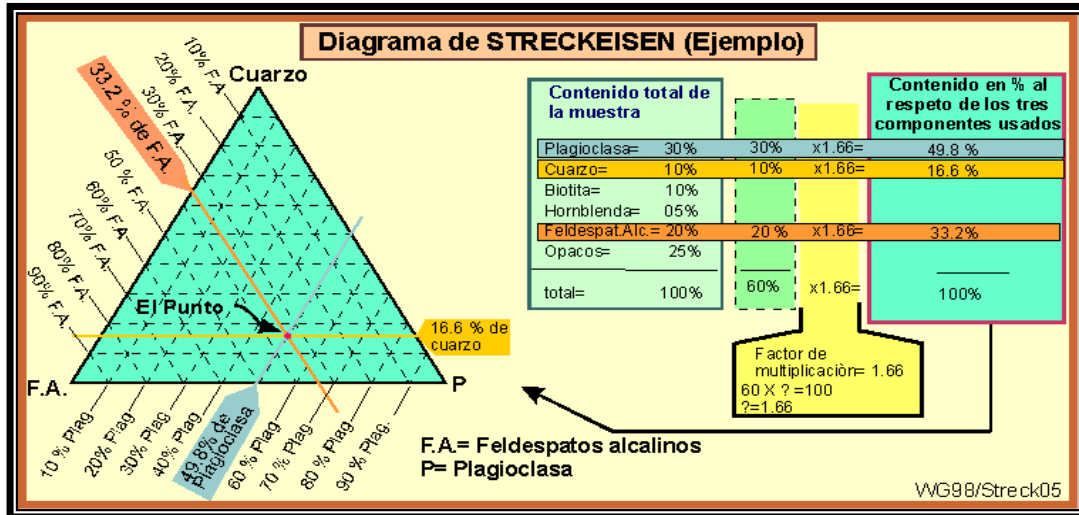 Diagrama de STRECKEISEN (Ejemplo)
Cuarzo
10% F.A.
20% F.A.
30% F.A.
33.2 % de F.A.
50 % F.A.
60% F.A.
70% F.A.
80% F.A.
90% F.A.
El Punto
16.6 % de
cuarzo
F.A.
P
10 % Plag
20% Plag
30% Plag
40% Plag
49.8% de
Plagioclasa
60 % Plag
70 % Plag
80 % Plag
90 % Plag.
Contenido total de
la muestra
Plagioclasa= 30%
Cuarzo= 10%
Biotita= 10%
Hornblenda= 05%
Feldespat.Alc.= 20%
Opacos= 25%
total= 100%
30% x1.66=
10% x1.66=
20 % x1.66=
60% x1.66=
Contenido en % al
respeto de los tres
componentes usados
49.8 %
16.6 %
33.2%
100%
Factor de
multiplicaciòn= 1.66
60 X ? =100
?=1.66
F.A.= Feldespatos alcalinos
P= Plagioclasa
WG98/Streck05